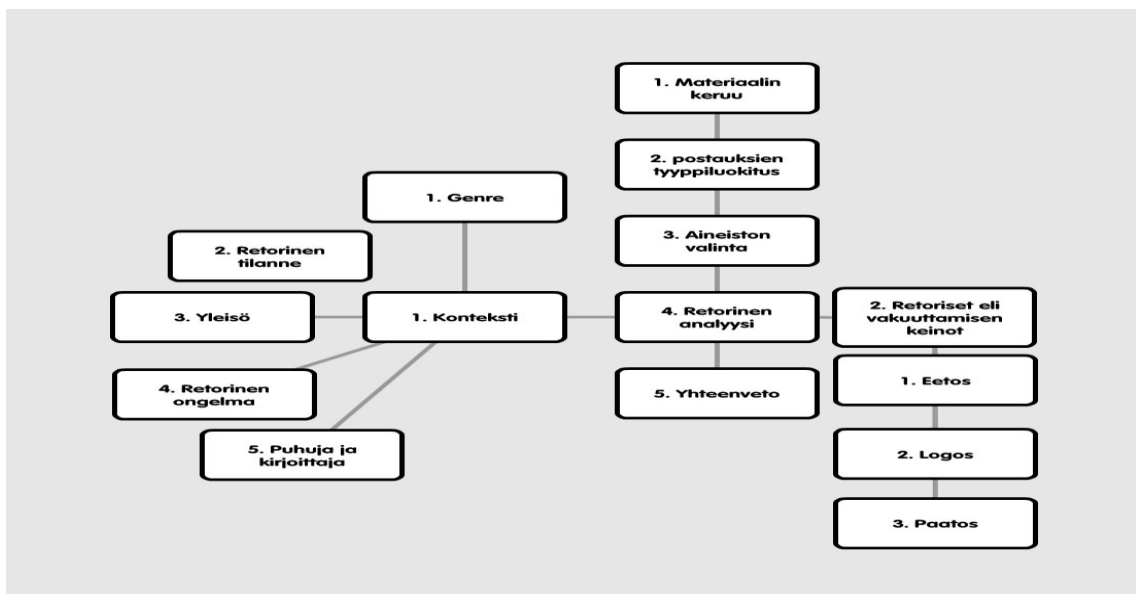 1. Materiaalin
keruu
2. postauksien
tyyppiluokitus
1. Genre
3. Aineiston
valinta
2. Retorinen
tilanne
3. Yleisö
1. Konteksti
4. Retorinen
analyysi
2. Retoriset eli
vakuuttamisen
keinot
4. Retorinen
ongelma
5. Yhteenveto
1. Eetos
5. Puhuja ja
kirjoittaja
2. Logos
3. Paatos